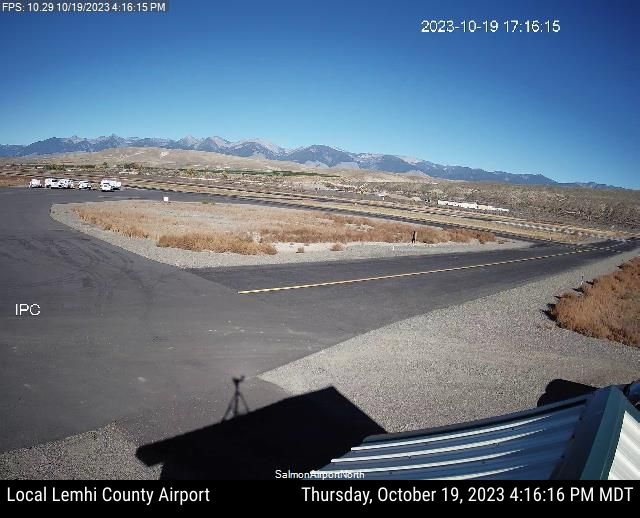 FPS: 10.29 10/19/2023 4:16:15 PM
2023-10-19 17:16:15
IPC
SalmonAirportNorth
Local Lemhi County Airport Thursday, October 19, 2023 4:16:16 PM MDT